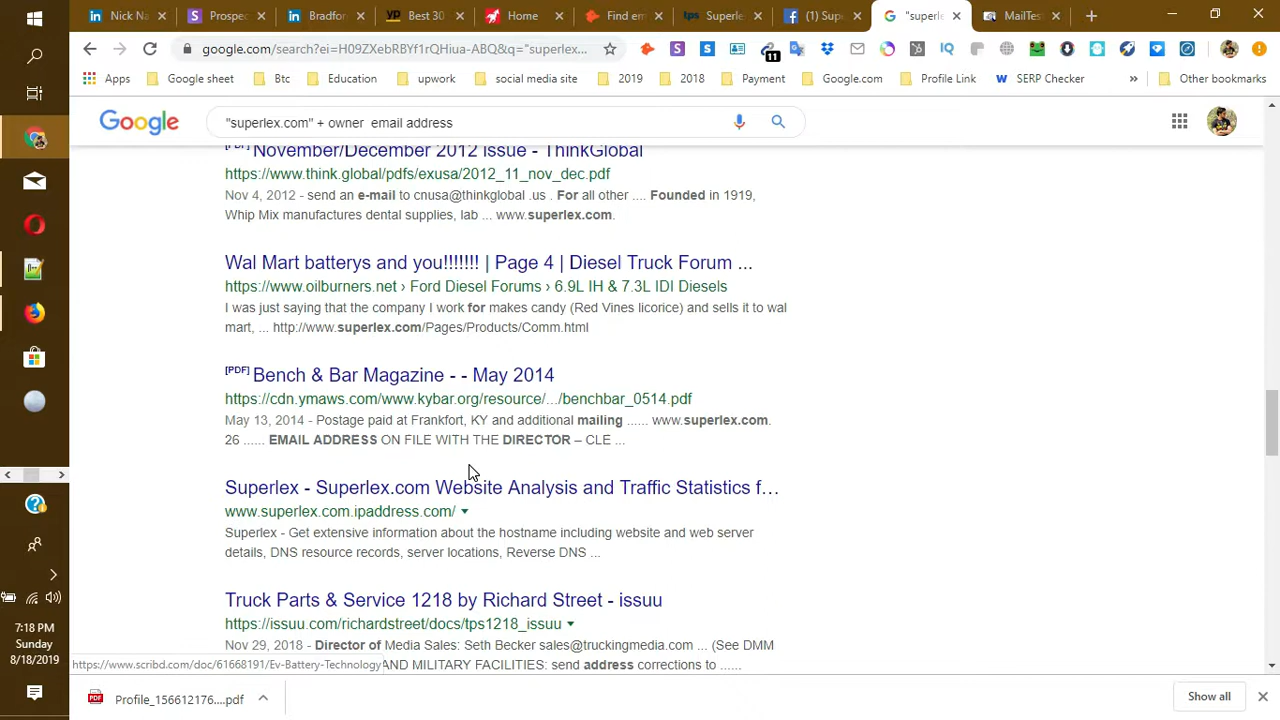 Nick Na
Prospec
Bradfor
Best 30
Home
Find em
Superle
(1) Sup
"superle
MailTes
google.com/search?ei=H09ZXebRBYf1rQHiua-ABQ&q="superlex...
11
Apps
Google sheet
Btc
Education
upwork
social media site
2019
2018
Payment
Google.com
Profile Link
SERP Checker
»
Other bookmarks
Google
"superlex.com" + owner email address
[PDF] November/December 2012 issue - ThinkGlobal
https://www.think.global/pdfs/exusa/2012_11_nov_dec.pdf
Nov 4, 2012 - send an e-mail to cnusa@thinkglobal .us . For all other .... Founded in 1919,
Whip Mix manufactures dental supplies, lab ... www.superlex.com.
Wal Mart batterys and you!!!!!!! | Page 4 | Diesel Truck Forum ...
https://www.oilburners.net › Ford Diesel Forums › 6.9L IH & 7.3L IDI Diesels
I was just saying that the company I work for makes candy (Red Vines licorice) and sells it to wal
mart, ... http://www.superlex.com/Pages/Products/Comm.html
[PDF] Bench & Bar Magazine - - May 2014
https://cdn.ymaws.com/www.kybar.org/resource/.../benchbar_0514.pdf
May 13, 2014 - Postage paid at Frankfort, KY and additional mailing ...... www.superlex.com.
26 ...... EMAIL ADDRESS ON FILE WITH THE DIRECTOR – CLE ...
Superlex - Superlex.com Website Analysis and Traffic Statistics f...
www.superlex.com.ipaddress.com/
Superlex - Get extensive information about the hostname including website and web server
details, DNS resource records, server locations, Reverse DNS ...
Truck Parts & Service 1218 by Richard Street - issuu
https://issuu.com/richardstreet/docs/tps1218_issuu
Nov 29, 2018 - Director of Media Sales: Seth Becker sales@truckingmedia.com ... (See DMM
AND MILITARY FACILITIES: send address corrections to ......
https://www.scribd.com/doc/61668191/Ev-Battery-Technology
7:18 PM
Sunday
8/18/2019
Profile_156612176....pdf
Show all